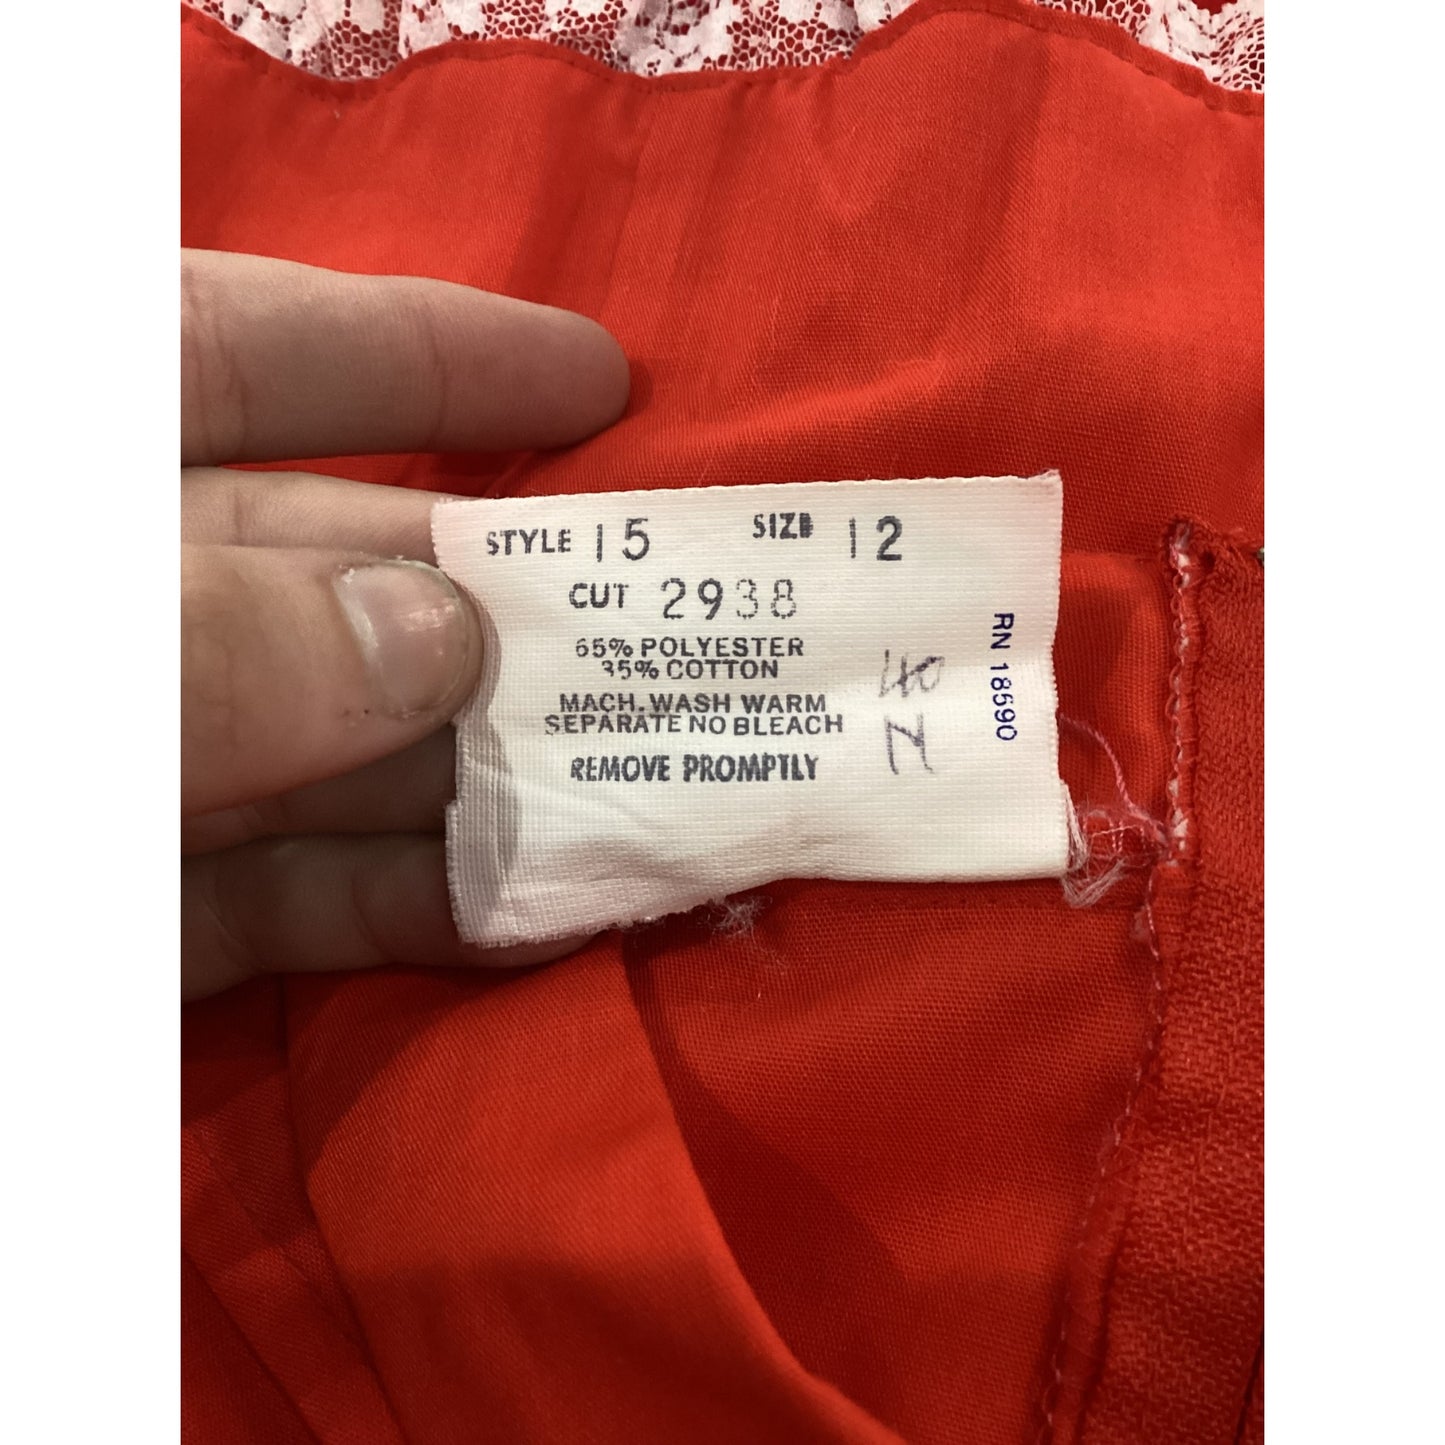 STYLE 15 SIZE 12
CUT 2938
65% POLYESTER
35% COTTON
MACH. WASH WARM
SEPARATE NO BLEACH
REMOVE PROMPTLY
40
N
RN 18590